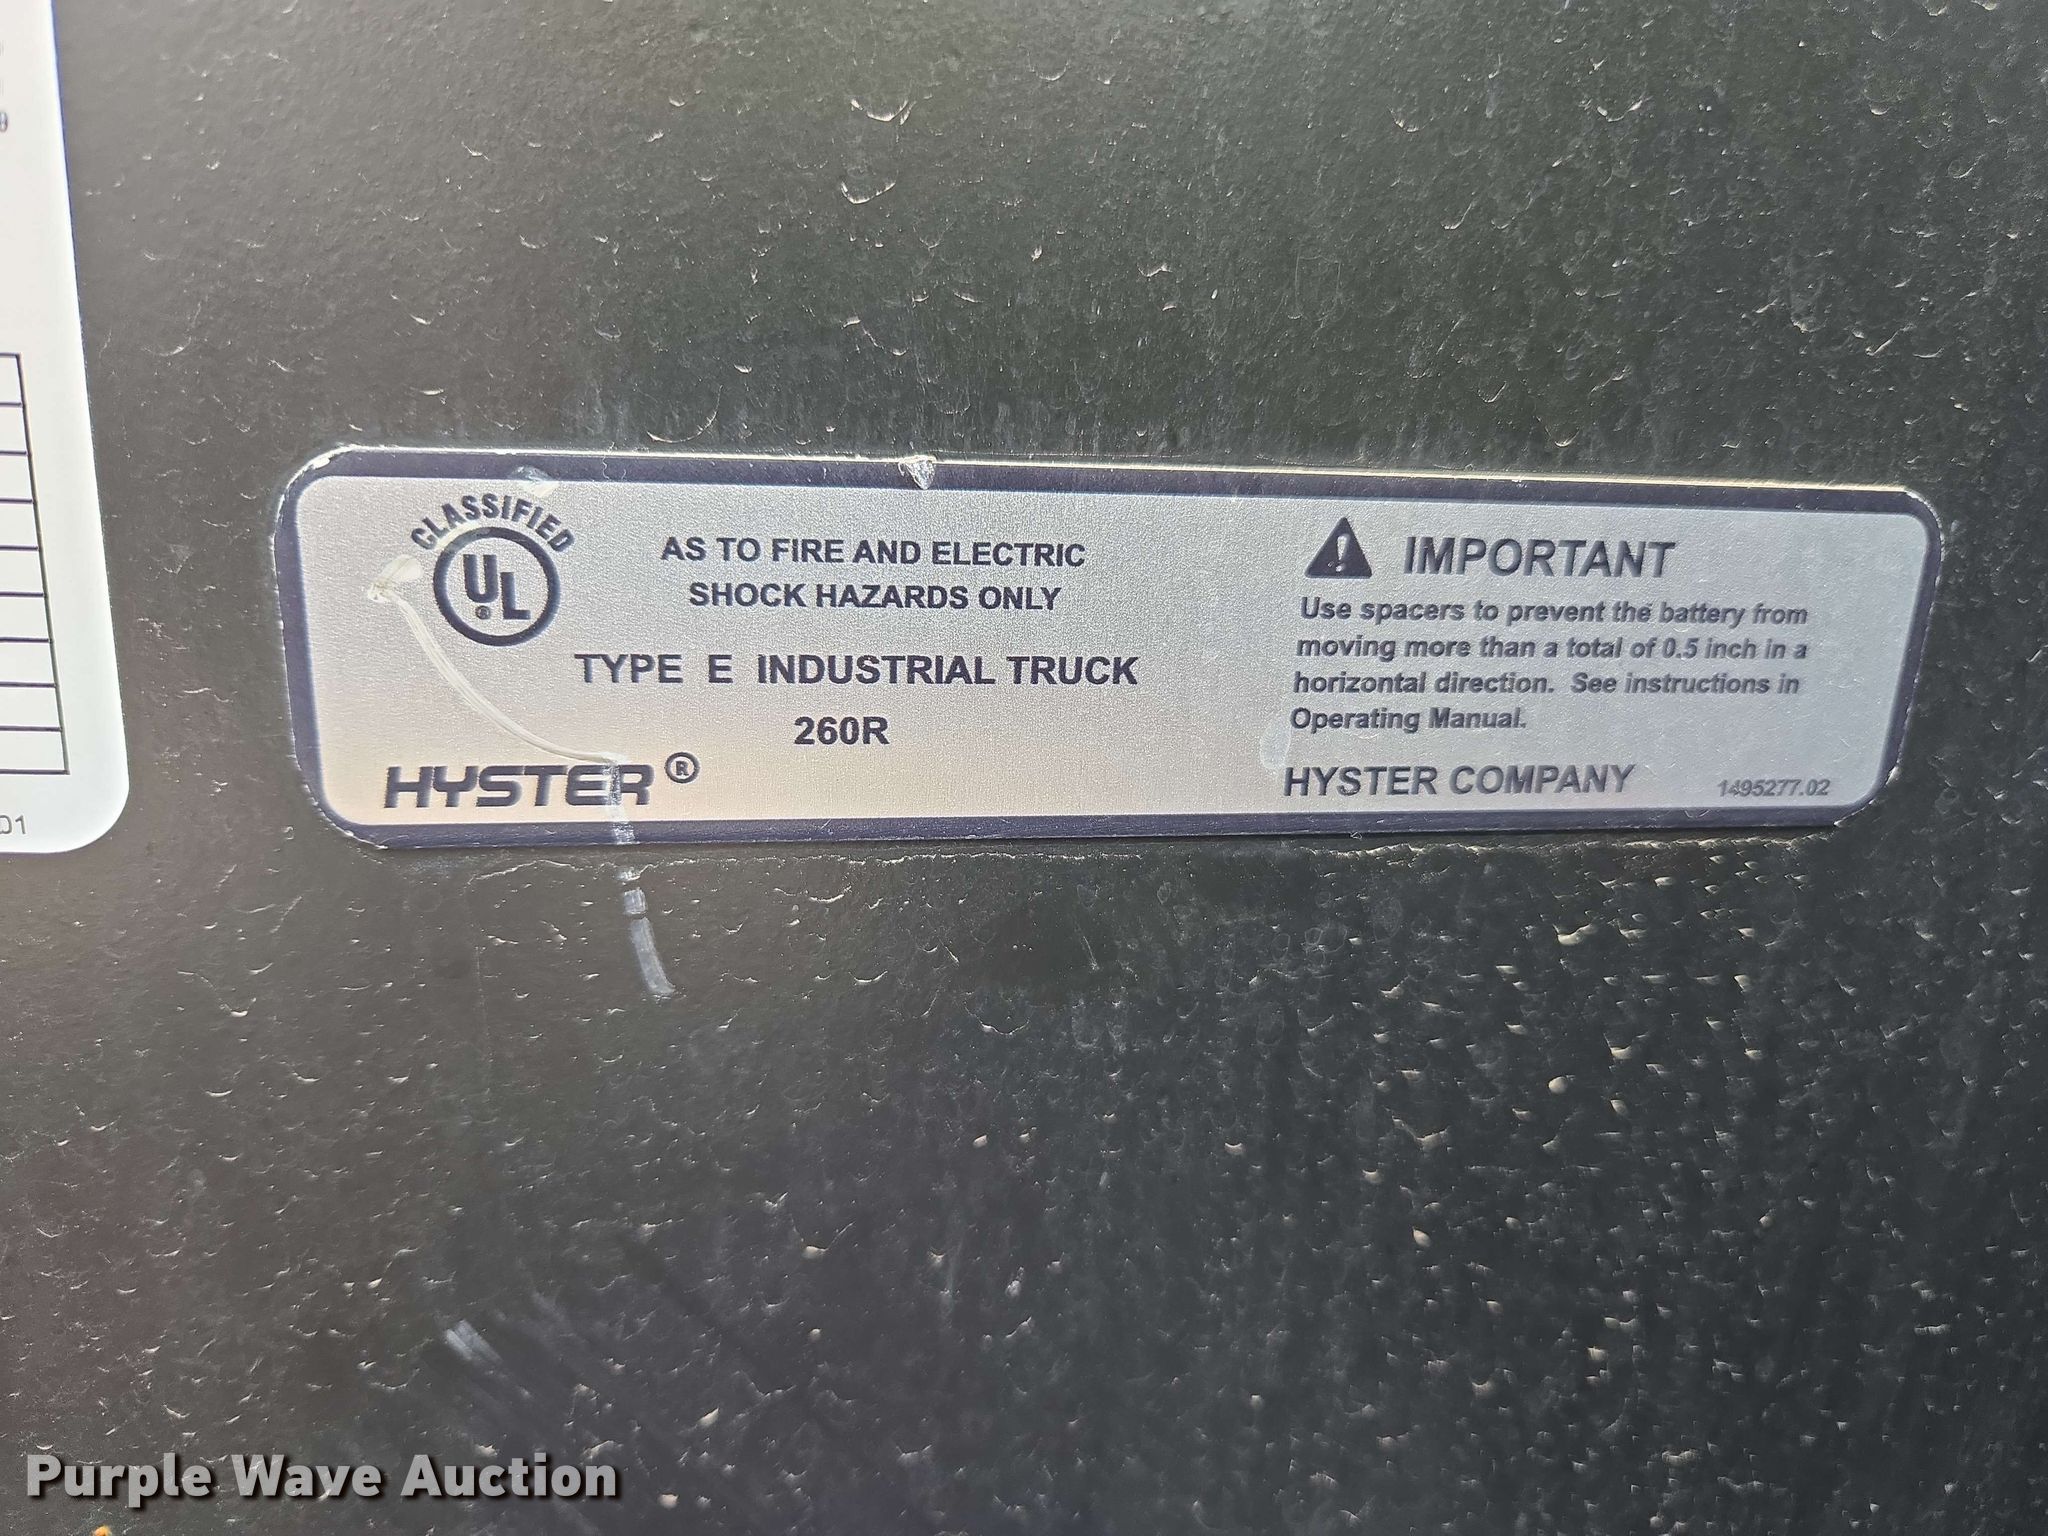 CLASSIFIED
UL®
AS TO FIRE AND ELECTRIC
SHOCK HAZARDS ONLY
TYPE E INDUSTRIAL TRUCK
260R
HYSTER®
IMPORTANT
Use spacers to prevent the battery from
moving more than a total of 0.5 inch in a
horizontal direction. See instructions in
Operating Manual.
HYSTER COMPANY 1495277.02
Purple Wave Auction